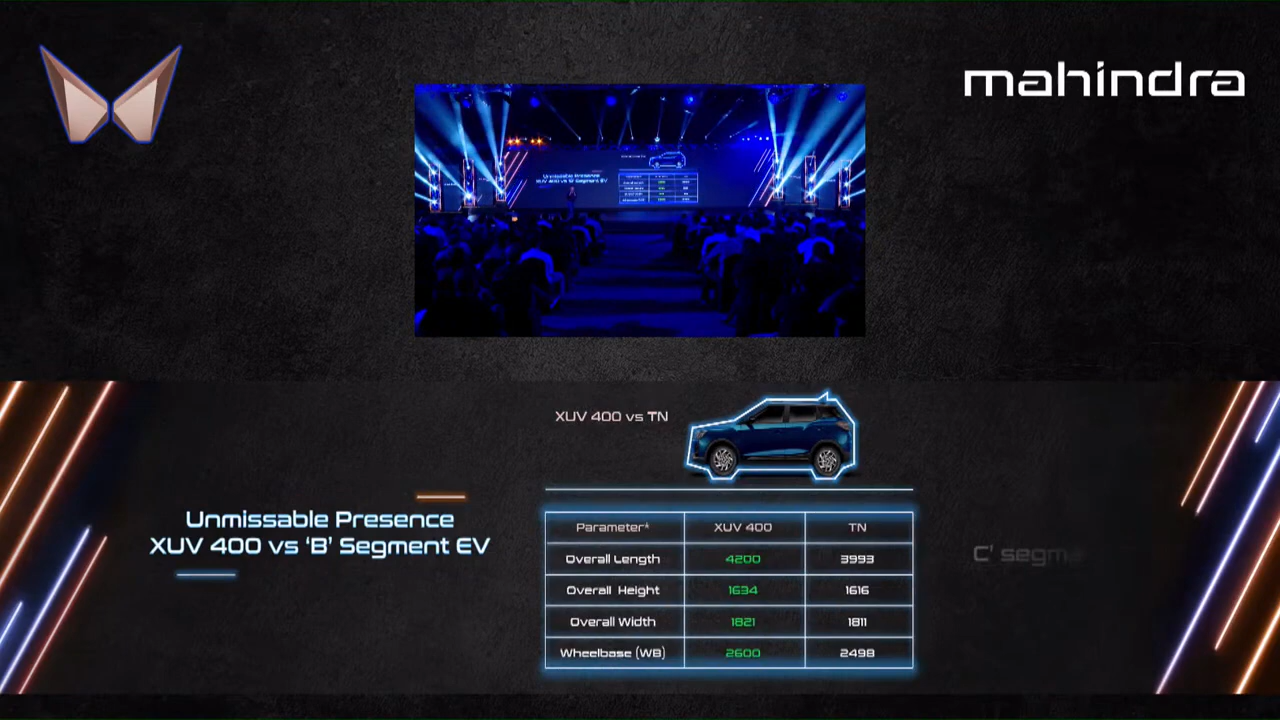 mahindra
Unmissable Presence
XUV 400 vs 'B' Segment EV
XUV 400 vs TN
Parameter* XUV 400 TN
Overall Length 4200 3993
Overall Height 1634 1616
Overall Width 1821 1811
Wheelbase (WB) 2600 2498
C' segm